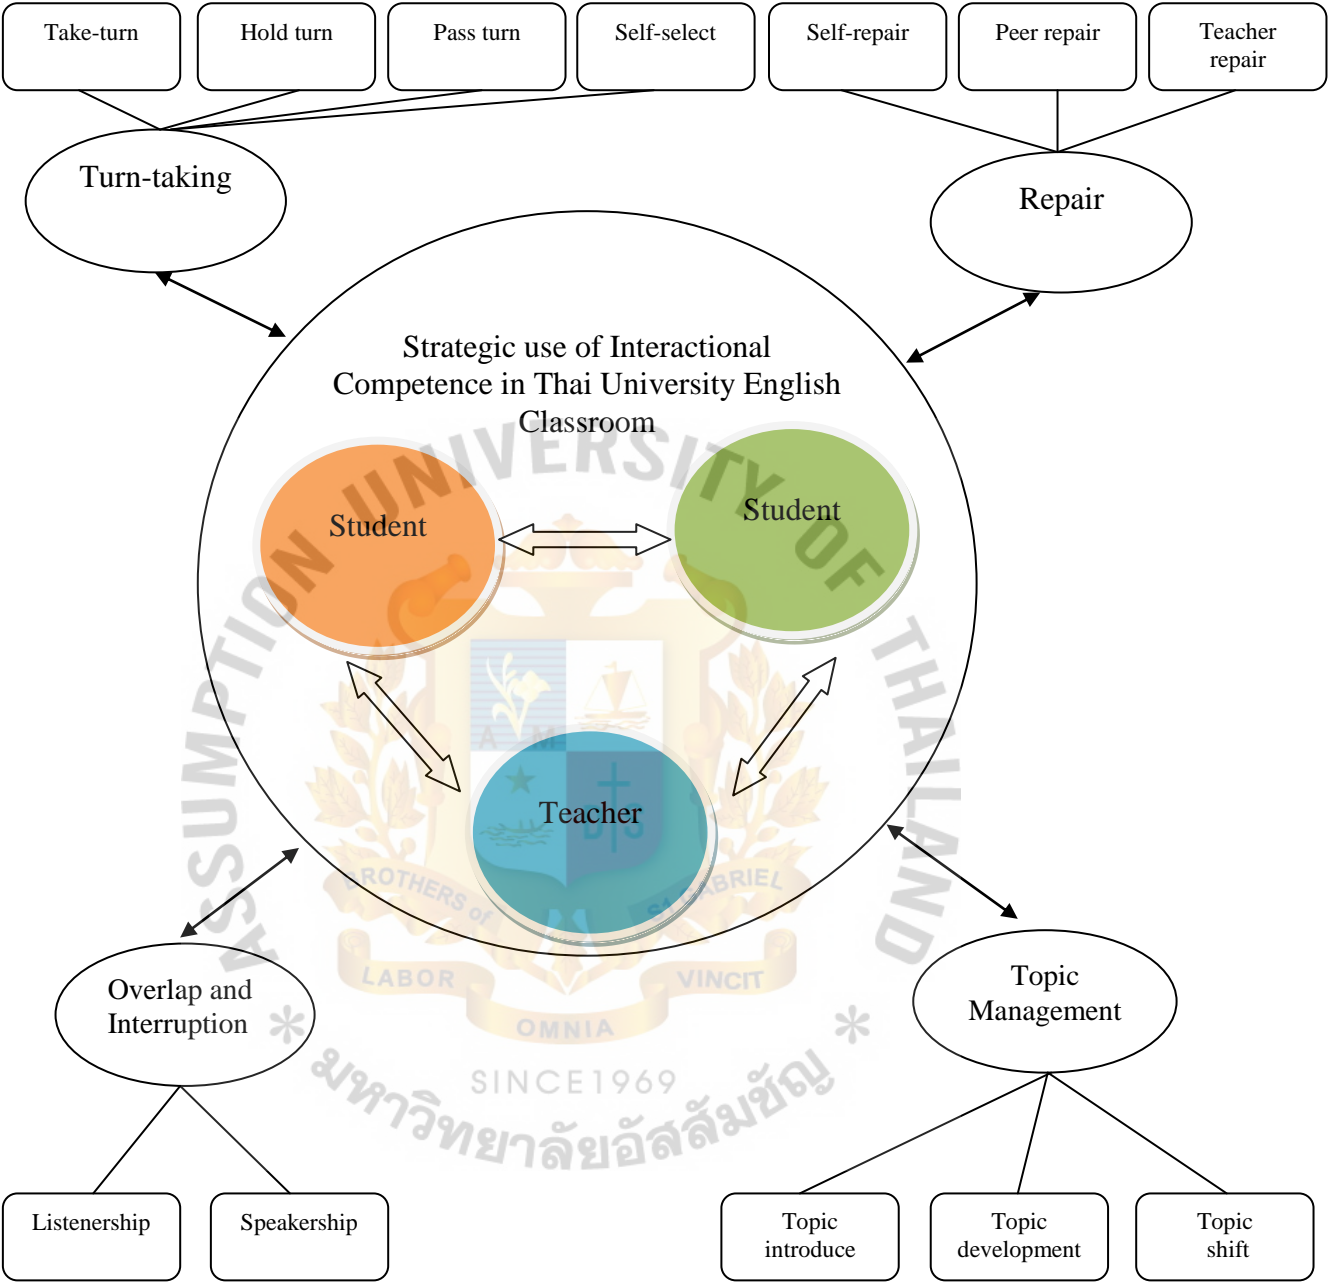 Take-turn
Hold turn
Pass turn
Self-select
Self-repair
Peer repair
Teacher
repair
Turn-taking
Repair
Strategic use of Interactional
Competence in Thai University English
Classroom
Student
Student
Teacher
Overlap and
Interruption
Topic
Management
Listenership
Speakership
Topic
introduce
Topic
development
Topic
shift
ASSUMPTION UNIVERSITY OF THAILAND
A M
D S
BROTHERS of
ST GABRIEL
LABOR
OMNIA
VINCIT
SINCE1969
* มหาวิทยาลัยอัสสัมชัญ *